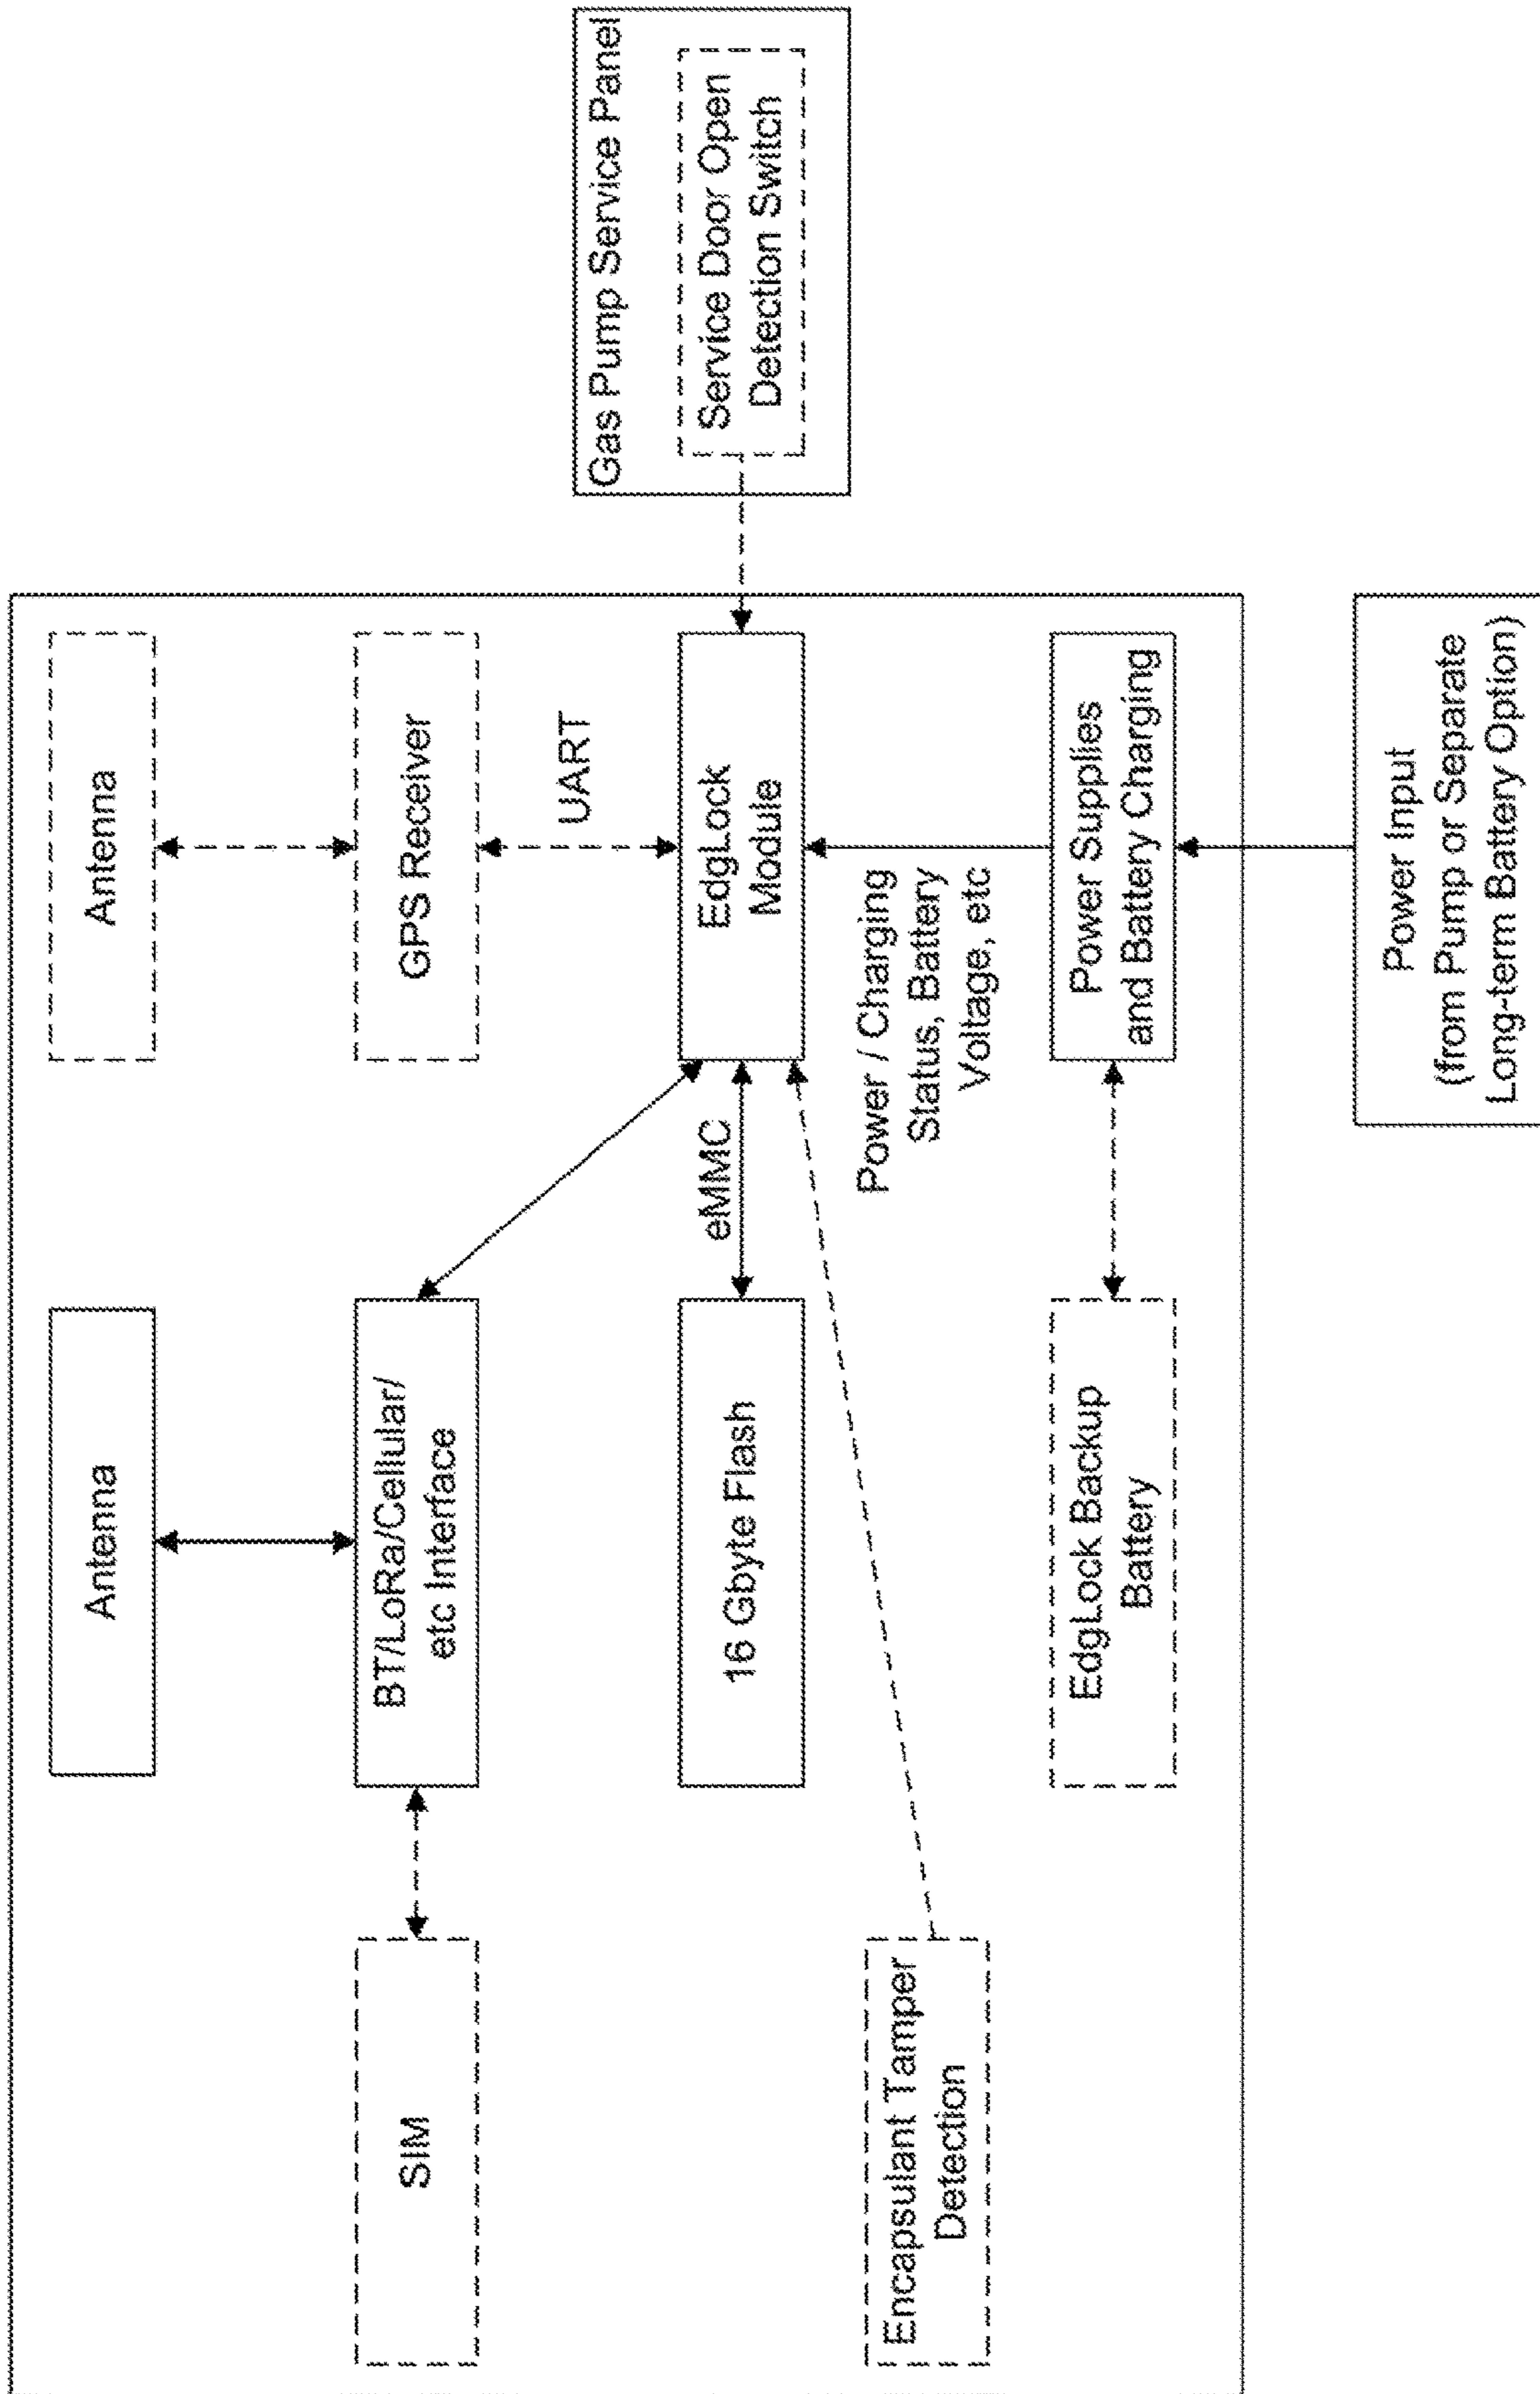 Antenna
Antenna
SIM
BT/LoRa/Cellular/
etc Interface
GPS Receiver
UART
Gas Pump Service Panel
Service Door Open
Detection Switch
16 Gbyte Flash
eMMC
EdgLock
Module
Encapsulant Tamper
Detection
Power / Charging
Status, Battery
Voltage, etc
EdgLock Backup
Battery
Power Supplies
and Battery Charging
Power Input
(from Pump or Separate
Long-term Battery Option)